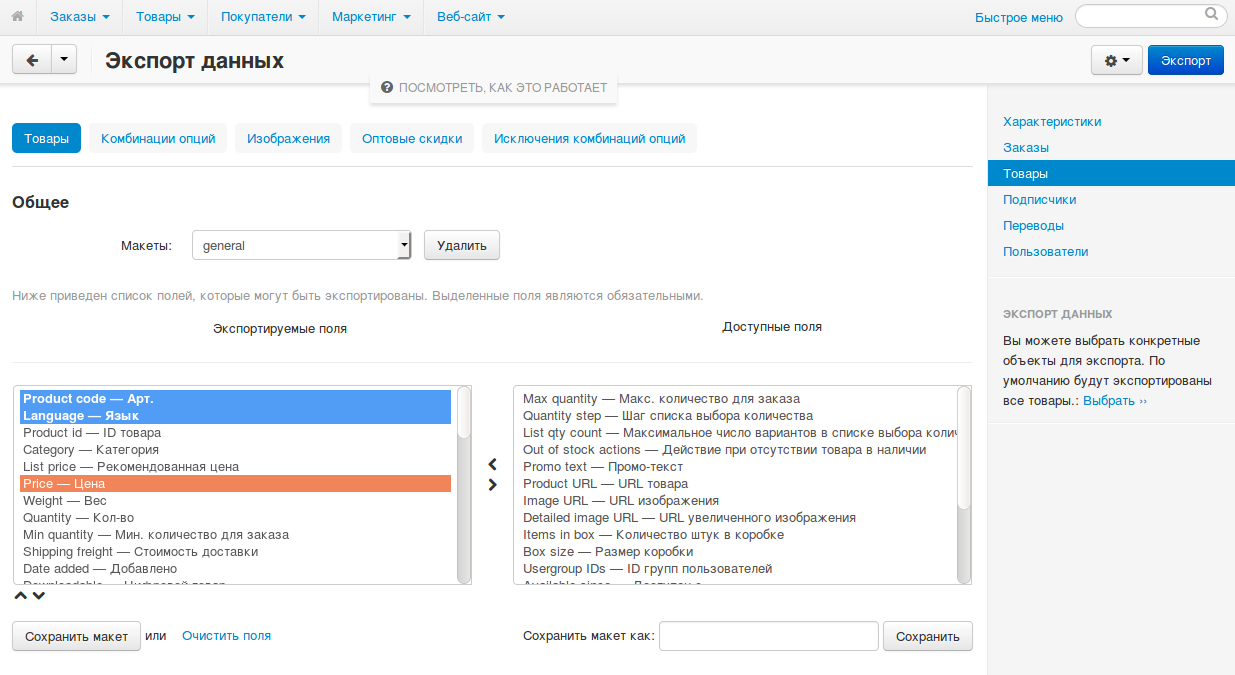 Заказы Товары Покупатели Маркетинг Веб-сайт Быстрое меню
Экспорт данных
Экспорт
ПОСМОТРЕТЬ, КАК ЭТО РАБОТАЕТ
Товары Комбинации опций Изображения Оптовые скидки Исключения комбинаций опций
Общее
Макеты: general Удалить
Ниже приведен список полей, которые могут быть экспортированы. Выделенные поля являются обязательными.
Экспортируемые поля
Product code — Арт.
Language — Язык
Product id — ID товара
Category — Категория
List price — Рекомендованная цена
Price — Цена
Weight — Вес
Quantity — Кол-во
Min quantity — Мин. количество для заказа
Shipping freight — Стоимость доставки
Date added — Добавлено
Доступные поля
Max quantity — Макс. количество для заказа
Quantity step — Шаг списка выбора количества
List qty count — Максимальное число вариантов в списке выбора колич
Out of stock actions — Действие при отсутствии товара в наличии
Promo text — Промо-текст
Product URL — URL товара
Image URL — URL изображения
Detailed image URL — URL увеличенного изображения
Items in box — Количество штук в коробке
Box size — Размер коробки
Usergroup IDs — ID групп пользователей
Сохранить макет или Очистить поля
Сохранить макет как: Сохранить
Характеристики
Заказы
Товары
Подписчики
Переводы
Пользователи
ЭКСПОРТ ДАННЫХ
Вы можете выбрать конкретные
объекты для экспорта. По
умолчанию будут экспортированы
все товары.: Выбрать ››